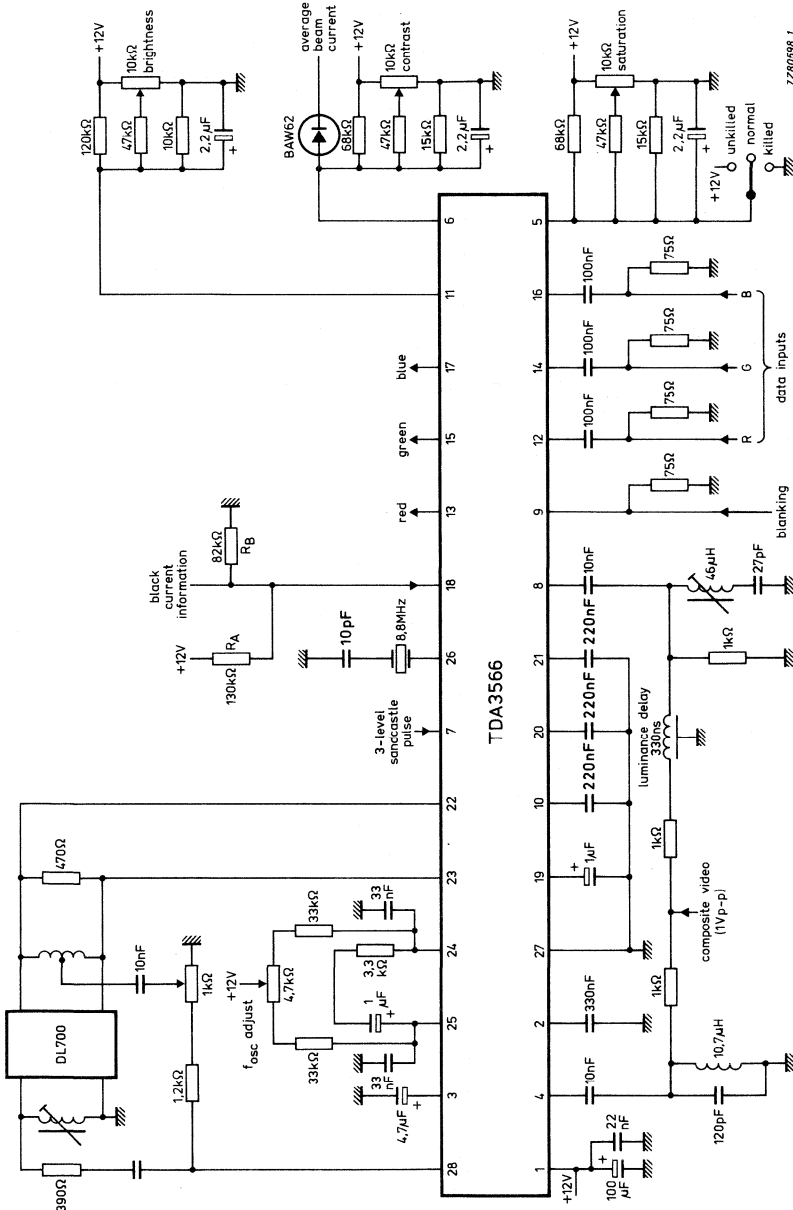 390Ω
DL700
10nF
1kΩ
1,2kΩ
470Ω
+12V
4,7kΩ
fosc adjust
33kΩ
33kΩ
33
nF
33
nF
3,3
kΩ
1
µF
+
4,7µF
+
3-level
sandcastle
pulse
+12V
RA
130kΩ
black
current
information
82kΩ
RB
10pF
8,8MHz
red
green
blue
+12V
120kΩ
10kΩ
brightness
47kΩ
10kΩ
2,2µF
+
average
beam
current
BAW62
+12V
68kΩ
10kΩ
contrast
47kΩ
15kΩ
2,2µF
+
28
3
25
24
23
22
7
26
18
13
15
17
11
6
TDA3566
1
4
2
27
19
10
20
21
8
9
12
14
16
5
+12V
100
µF
+
22
nF
10nF
120pF
10,7µH
330nF
1kΩ
composite video
(1Vp-p)
1kΩ
+
1µF
220nF
220nF
220nF
luminance delay
330ns
1kΩ
10nF
46µH
27pF
75Ω
blanking
100nF
75Ω
R
100nF
75Ω
G
100nF
75Ω
B
data inputs
+12V
68kΩ
10kΩ
saturation
47kΩ
15kΩ
2,2µF
+
+12V
unkilled
normal
killed
7Z80598.1